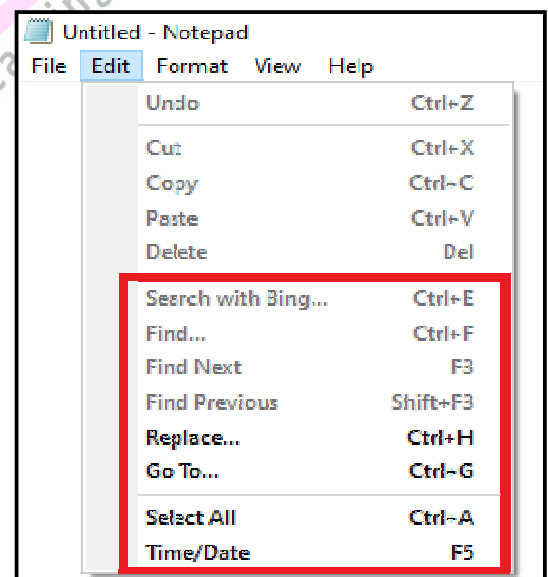 Untitled - Notepad
File Edit Format View Help
Undo Ctrl+Z
Cut Ctrl+X
Copy Ctrl+C
Paste Ctrl+V
Delete Del
Search with Bing... Ctrl+E
Find... Ctrl+F
Find Next F3
Find Previous Shift+F3
Replace... Ctrl+H
Go To... Ctrl+G
Select All Ctrl+A
Time/Date F5